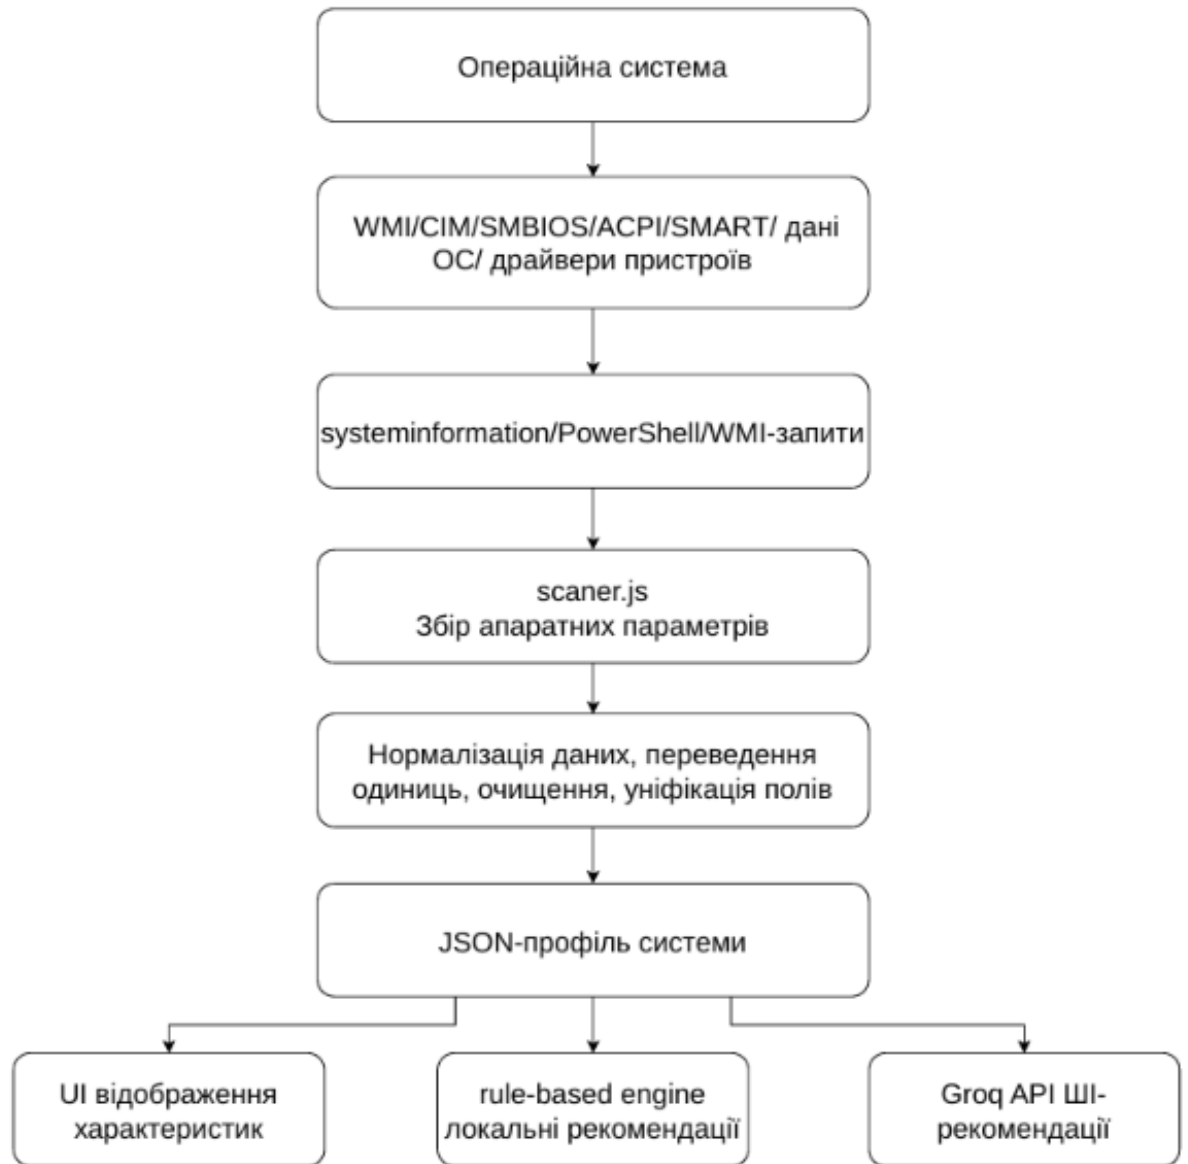 Операційна система
WMI/CIM/SMBIOS/ACPI/SMART/ дані
ОС/ драйвери пристроїв
systeminformation/PowerShell/WMI-запити
scaner.js
Збір апаратних параметрів
Нормалізація даних, переведення
одиниць, очищення, уніфікація полів
JSON-профіль системи
UI відображення
характеристик
rule-based engine
локальні рекомендації
Groq API ШІ-
рекомендації